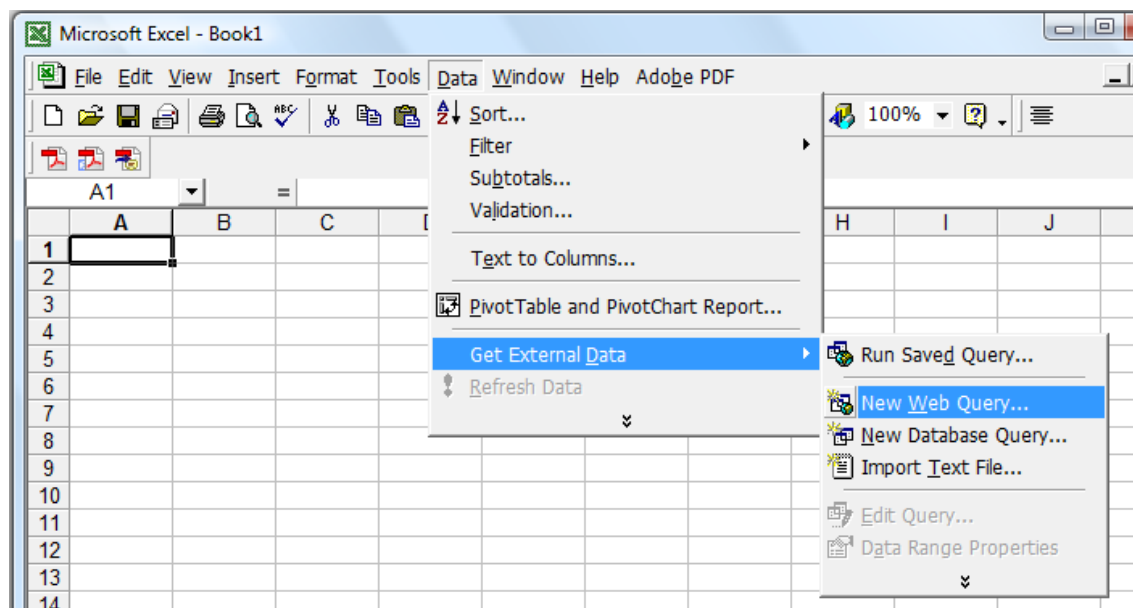 Microsoft Excel - Book1
File Edit View Insert Format Tools Data Window Help Adobe PDF
ABC
A Z Sort...
100%
?
Filter
Subtotals...
A1
=
Validation...
A B C H I J
1
Text to Columns...
2
3
PivotTable and PivotChart Report...
4
5
Get External Data
Run Saved Query...
6
Refresh Data
7
New Web Query...
8
New Database Query...
9
Import Text File...
10
11
Edit Query...
12
Data Range Properties
13
14